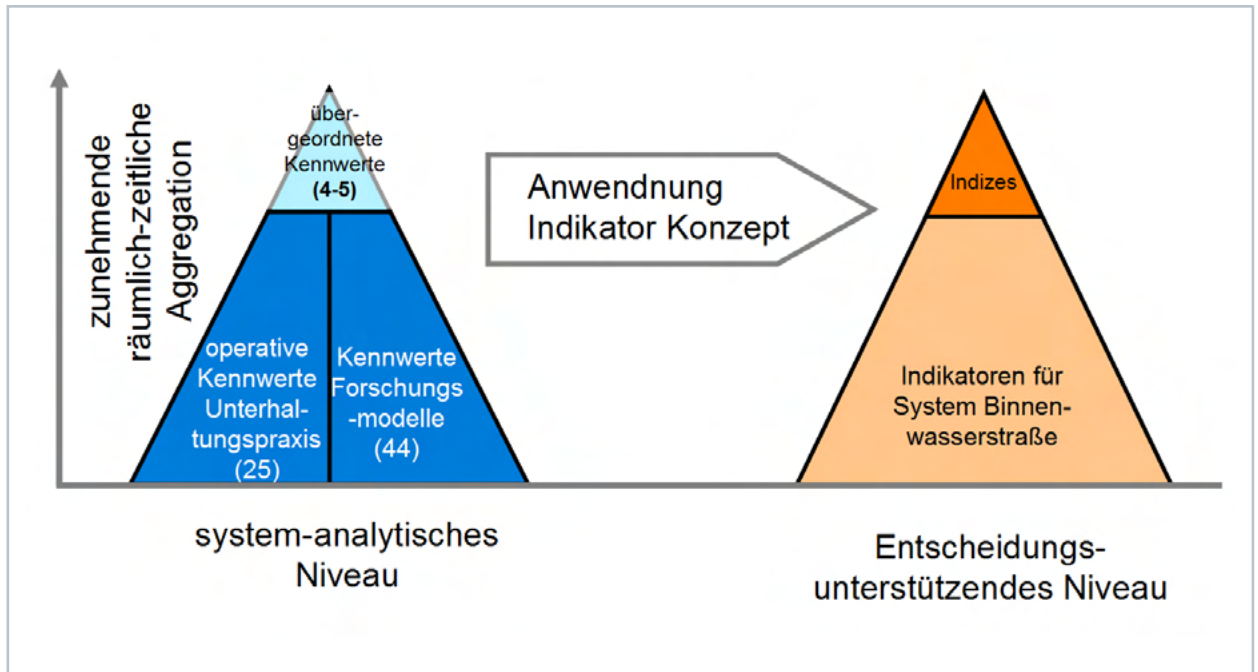 zunehmende
räumlich-zeitliche
Aggregation
über-
geordnete
Kennwerte
(4-5)
operative
Kennwerte
Unterhal-
tungspraxis
(25)
Kennwerte
Forschungs
-modelle
(44)
system-analytisches
Niveau
Anwendnung
Indikator Konzept
Indizes
Indikatoren für
System Binnen-
wasserstraße
Entscheidungs-
unterstützendes Niveau